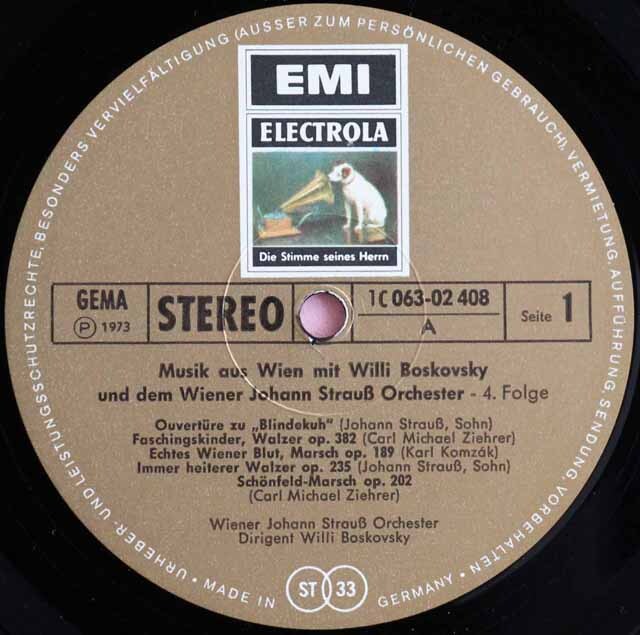 URHEBER- UND LEISTUNGSSCHUTZRECHTE, BESONDERS VERVIELFÄLTIGUNG (AUSSER ZUM PERSÖNLICHEN GEBRAUCH), VERMIETUNG, AUFFÜHRUNG, SENDUNG, VORBEHALTEN
EMI
ELECTROLA
Die Stimme seines Herrn
GEMA
Ⓟ 1973
STEREO
1C 063-02 408
A
Seite 1
Musik aus Wien mit Willi Boskovsky
und dem Wiener Johann Strauß Orchester - 4. Folge
Ouvertüre zu „Blindekuh" (Johann Strauß, Sohn)
Faschingskinder, Walzer op. 382 (Carl Michael Ziehrer)
Echtes Wiener Blut, Marsch op. 189 (Karl Komzák)
Immer heiterer Walzer op. 235 (Johann Strauß, Sohn)
Schönfeld-Marsch op. 202
(Carl Michael Ziehrer)
Wiener Johann Strauß Orchester
Dirigent Willi Boskovsky
• MADE IN ST 33 GERMANY •